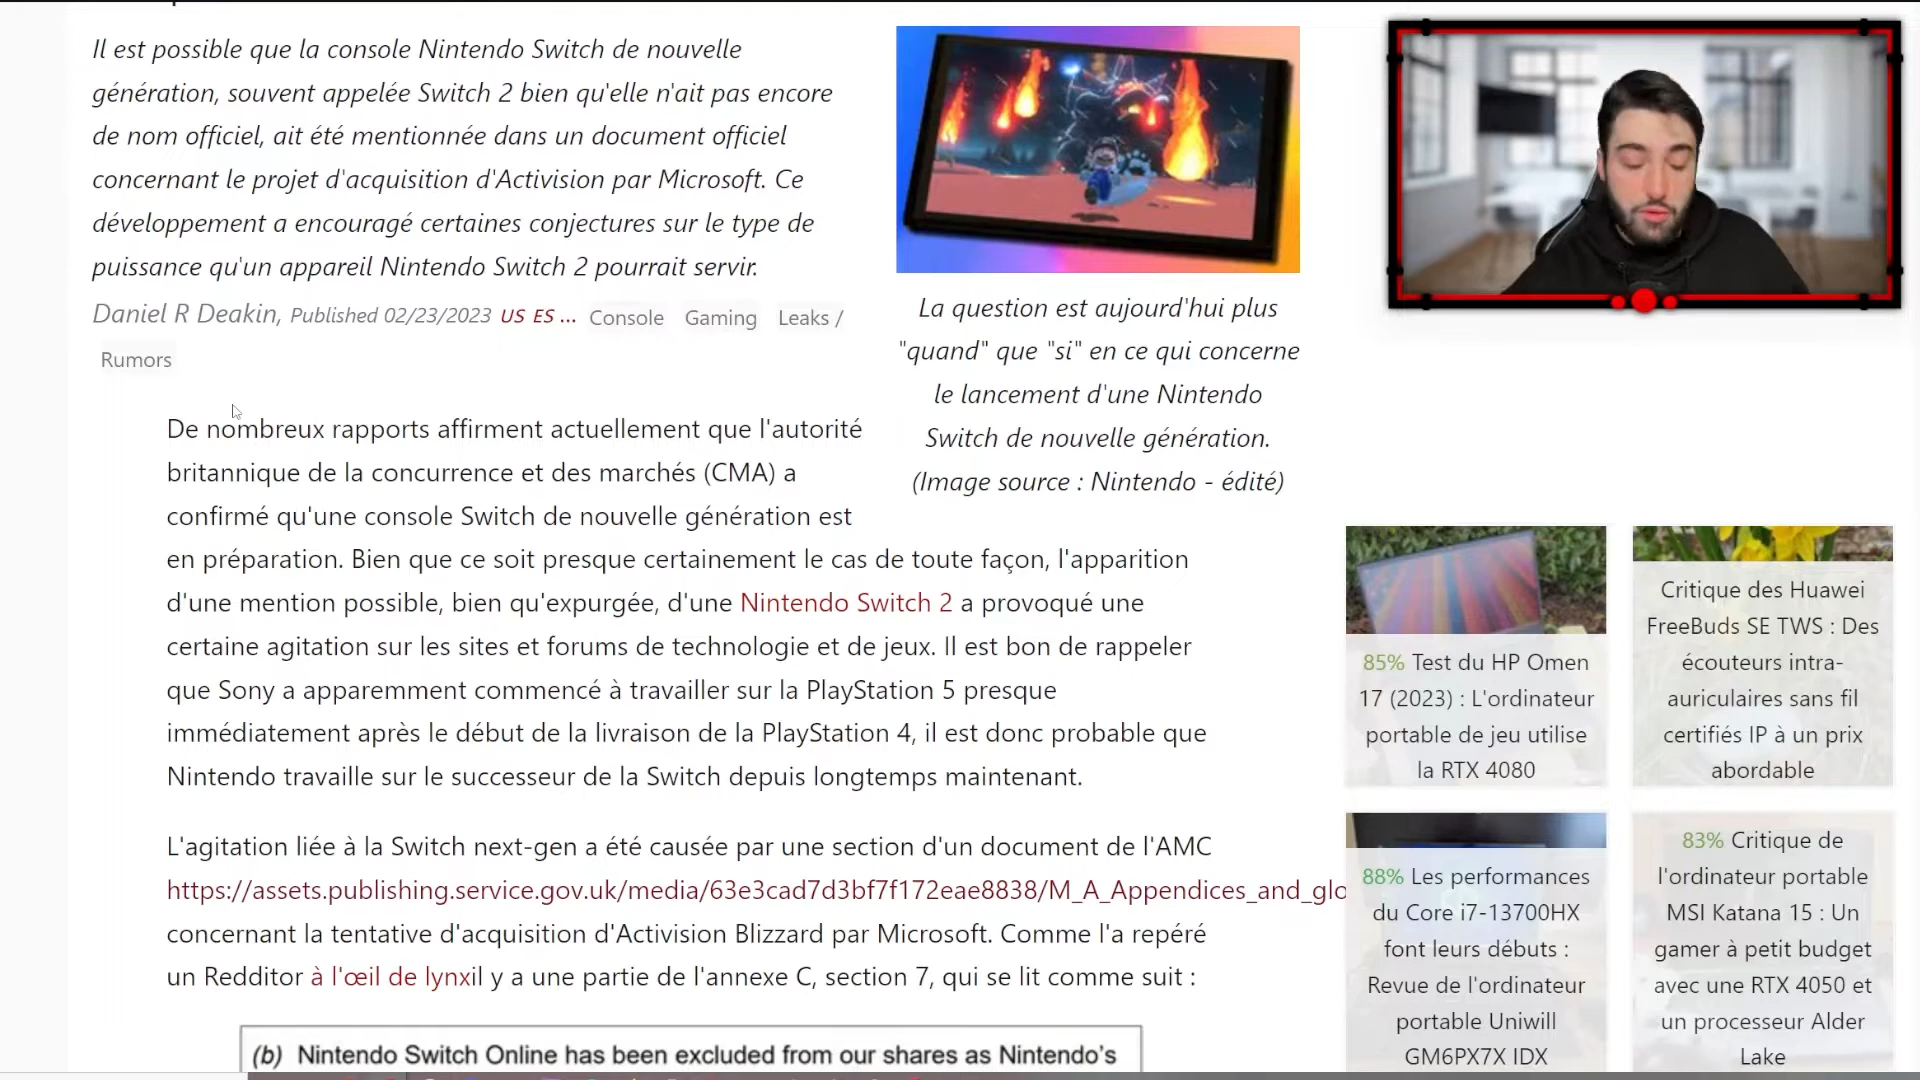 Il est possible que la console Nintendo Switch de nouvelle
génération, souvent appelée Switch 2 bien qu'elle n'ait pas encore
de nom officiel, ait été mentionnée dans un document officiel
concernant le projet d'acquisition d'Activision par Microsoft. Ce
développement a encouragé certaines conjectures sur le type de
puissance qu'un appareil Nintendo Switch 2 pourrait servir.
Daniel R Deakin, Published 02/23/2023 US ES ... Console Gaming Leaks /
Rumors
La question est aujourd'hui plus
"quand" que "si" en ce qui concerne
le lancement d'une Nintendo
Switch de nouvelle génération.
(Image source : Nintendo - édité)
De nombreux rapports affirment actuellement que l'autorité
britannique de la concurrence et des marchés (CMA) a
confirmé qu'une console Switch de nouvelle génération est
en préparation. Bien que ce soit presque certainement le cas de toute façon, l'apparition
d'une mention possible, bien qu'expurgée, d'une Nintendo Switch 2 a provoqué une
certaine agitation sur les sites et forums de technologie et de jeux. Il est bon de rappeler
que Sony a apparemment commencé à travailler sur la PlayStation 5 presque
immédiatement après le début de la livraison de la PlayStation 4, il est donc probable que
Nintendo travaille sur le successeur de la Switch depuis longtemps maintenant.
L'agitation liée à la Switch next-gen a été causée par une section d'un document de l'AMC
https://assets.publishing.service.gov.uk/media/63e3cad7d3bf7f172eae8838/M_A_Appendices_and_glo
concernant la tentative d'acquisition d'Activision Blizzard par Microsoft. Comme l'a repéré
un Redditor à l'œil de lynxil y a une partie de l'annexe C, section 7, qui se lit comme suit :
(b) Nintendo Switch Online has been excluded from our shares as Nintendo's
85% Test du HP Omen
17 (2023) : L'ordinateur
portable de jeu utilise
la RTX 4080
Critique des Huawei
FreeBuds SE TWS : Des
écouteurs intra-
auriculaires sans fil
certifiés IP à un prix
abordable
88% Les performances
du Core i7-13700HX
font leurs débuts :
Revue de l'ordinateur
portable Uniwill
GM6PX7X IDX
83% Critique de
l'ordinateur portable
MSI Katana 15 : Un
gamer à petit budget
avec une RTX 4050 et
un processeur Alder
Lake